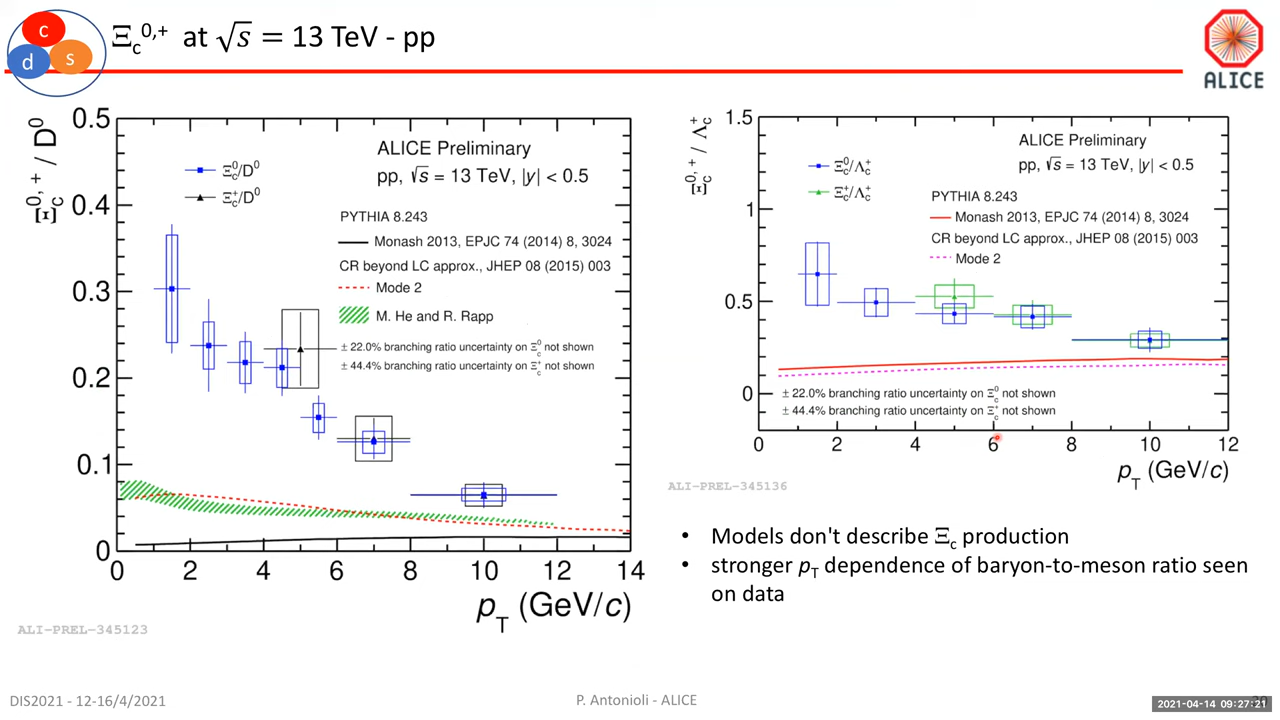 c
d s
Ξc0,+ at √s = 13 TeV - pp
ALICE
Ξc0,+ / D0
0.5
0.4
0.3
0.2
0.1
0
ALICE Preliminary
pp, √s = 13 TeV, |y| < 0.5
Ξc0/D0
Ξc+/D0
PYTHIA 8.243
Monash 2013, EPJC 74 (2014) 8, 3024
CR beyond LC approx., JHEP 08 (2015) 003
Mode 2
M. He and R. Rapp
± 22.0% branching ratio uncertainty on Ξc0 not shown
± 44.4% branching ratio uncertainty on Ξc+ not shown
0 2 4 6 8 10 12 14
pT (GeV/c)
ALI-PREL-345123
Ξc0,+ / Λc+
1.5
1
0.5
0
ALICE Preliminary
pp, √s = 13 TeV, |y| < 0.5
Ξc0/Λc+
Ξc+/Λc+
PYTHIA 8.243
Monash 2013, EPJC 74 (2014) 8, 3024
CR beyond LC approx., JHEP 08 (2015) 003
Mode 2
± 22.0% branching ratio uncertainty on Ξc0 not shown
± 44.4% branching ratio uncertainty on Ξc+ not shown
0 2 4 6 8 10 12
pT (GeV/c)
ALI-PREL-345136
• Models don't describe Ξc production
• stronger pT dependence of baryon-to-meson ratio seen
on data
DIS2021 - 12-16/4/2021
P. Antonioli - ALICE
2021-04-14 09:27:21